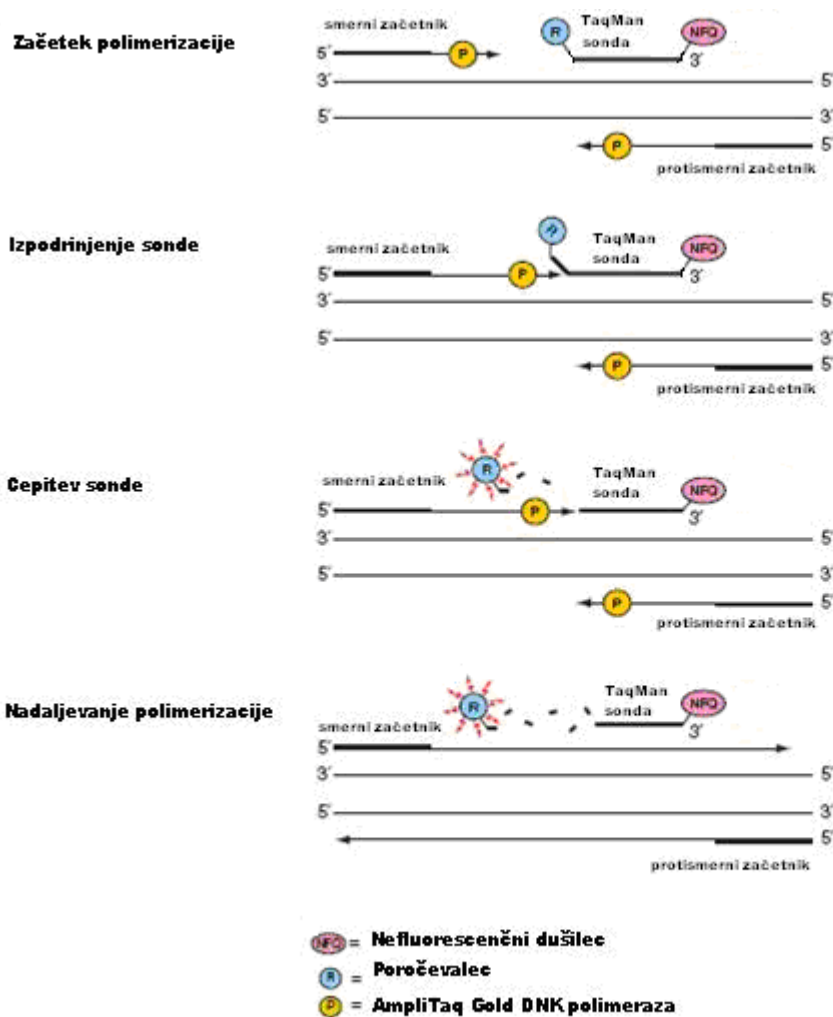 Začetek polimerizacije
smerni začetnik
R
TaqMan
sonda
NFQ
5′
P
3′
3′
5′
5′
3′
P
5′
protismerni začetnik
Izpodrinjenje sonde
smerni začetnik
R
TaqMan
sonda
NFQ
5′
P
3′
3′
5′
5′
3′
P
5′
protismerni začetnik
Cepitev sonde
smerni začetnik
R
TaqMan
sonda
NFQ
5′
P
3′
3′
5′
5′
3′
P
5′
protismerni začetnik
Nadaljevanje polimerizacije
smerni začetnik
R
TaqMan
sonda
NFQ
5′
3′
3′
5′
5′
3′
5′
protismerni začetnik
NFQ = Nefluorescenčni dušilec
R = Poročevalec
P = AmpliTaq Gold DNK polimeraza